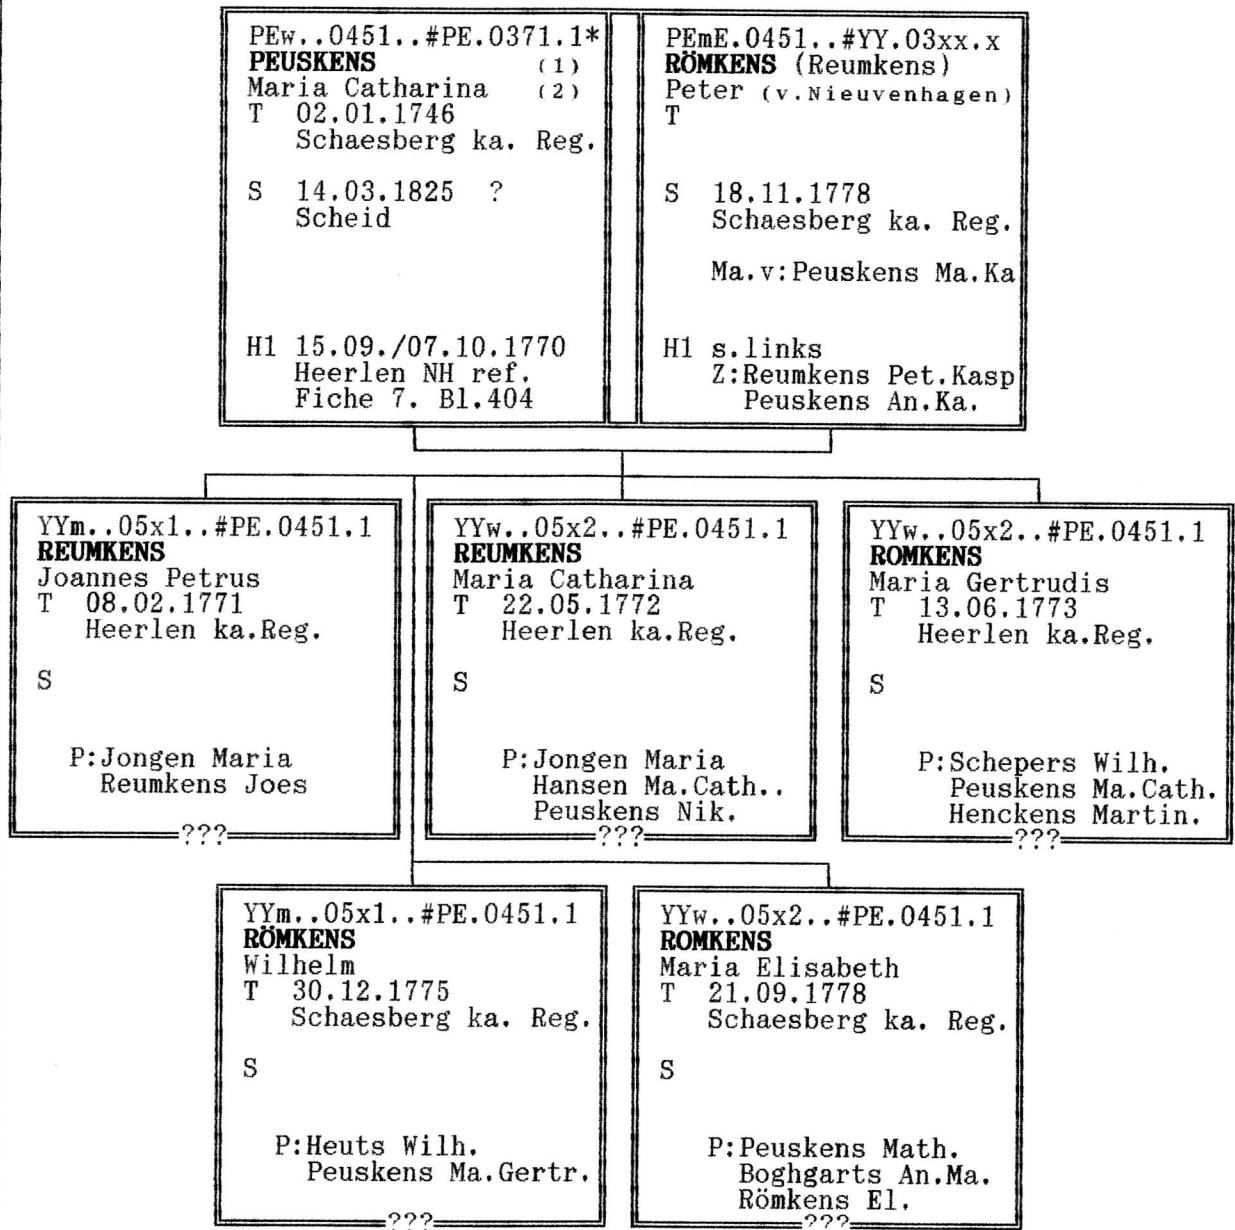 PEw..0451..#PE.0371.1*
PEUSKENS (1)
Maria Catharina (2)
T 02.01.1746
Schaesberg ka. Reg.
S 14.03.1825 ?
Scheid
H1 15.09./07.10.1770
Heerlen NH ref.
Fiche 7. Bl.404
PEmE.0451..#YY.03xx.x
RÖMKENS (Reumkens)
Peter (v.Nieuvenhagen)
T
S 18.11.1778
Schaesberg ka. Reg.
Ma.v:Peuskens Ma.Ka
H1 s.links
Z:Reumkens Pet.Kasp
Peuskens An.Ka.
YYm..05x1..#PE.0451.1
REUMKENS
Joannes Petrus
T 08.02.1771
Heerlen ka.Reg.
S
P:Jongen Maria
Reumkens Joes
???
YYw..05x2..#PE.0451.1
REUMKENS
Maria Catharina
T 22.05.1772
Heerlen ka.Reg.
S
P:Jongen Maria
Hansen Ma.Cath..
Peuskens Nik.
???
YYw..05x2..#PE.0451.1
ROMKENS
Maria Gertrudis
T 13.06.1773
Heerlen ka.Reg.
S
P:Schepers Wilh.
Peuskens Ma.Cath.
Henckens Martin.
???
YYm..05x1..#PE.0451.1
RÖMKENS
Wilhelm
T 30.12.1775
Schaesberg ka. Reg.
S
P:Heuts Wilh.
Peuskens Ma.Gertr.
???
YYw..05x2..#PE.0451.1
ROMKENS
Maria Elisabeth
T 21.09.1778
Schaesberg ka. Reg.
S
P:Peuskens Math.
Boghgarts An.Ma.
Römkens El.
???